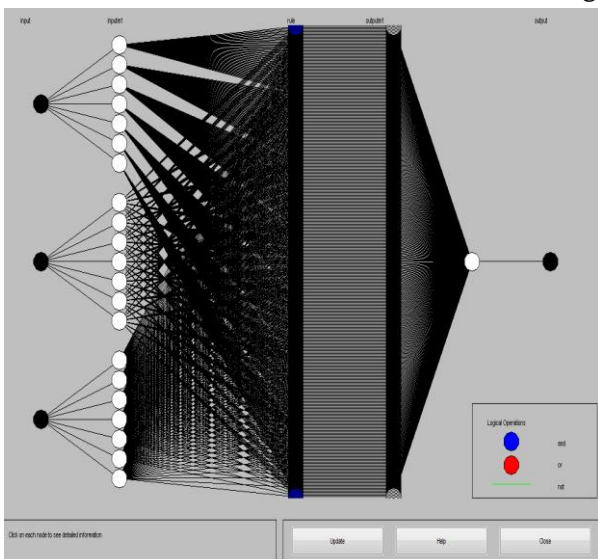 input
inputmf
rule
outputmf
output
Logical Operations
and
or
not
Click on each node to see detailed information
Update
Help
Close